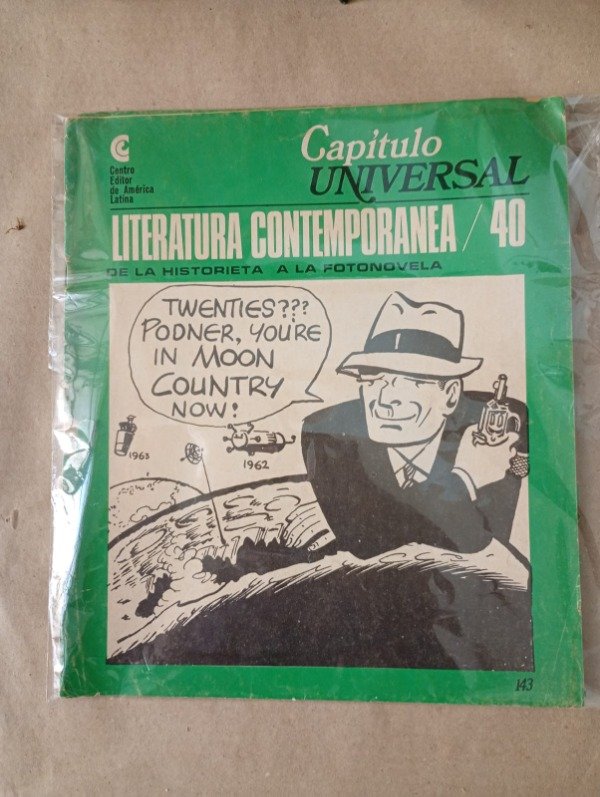 Centro
Editor
de América
Latina
Capítulo
UNIVERSAL
LITERATURA CONTEMPORANEA / 40
DE LA HISTORIETA A LA FOTONOVELA
TWENTIES???
PODNER, YOU'RE
IN MOON
COUNTRY
NOW!
1963
1962
143